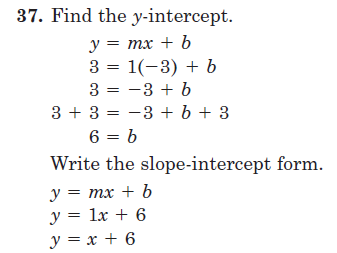 37. Find the y-intercept.
y = mx + b
3 = 1(−3) + b
3 = −3 + b
3 + 3 = −3 + b + 3
6 = b
Write the slope-intercept form.
y = mx + b
y = 1x + 6
y = x + 6